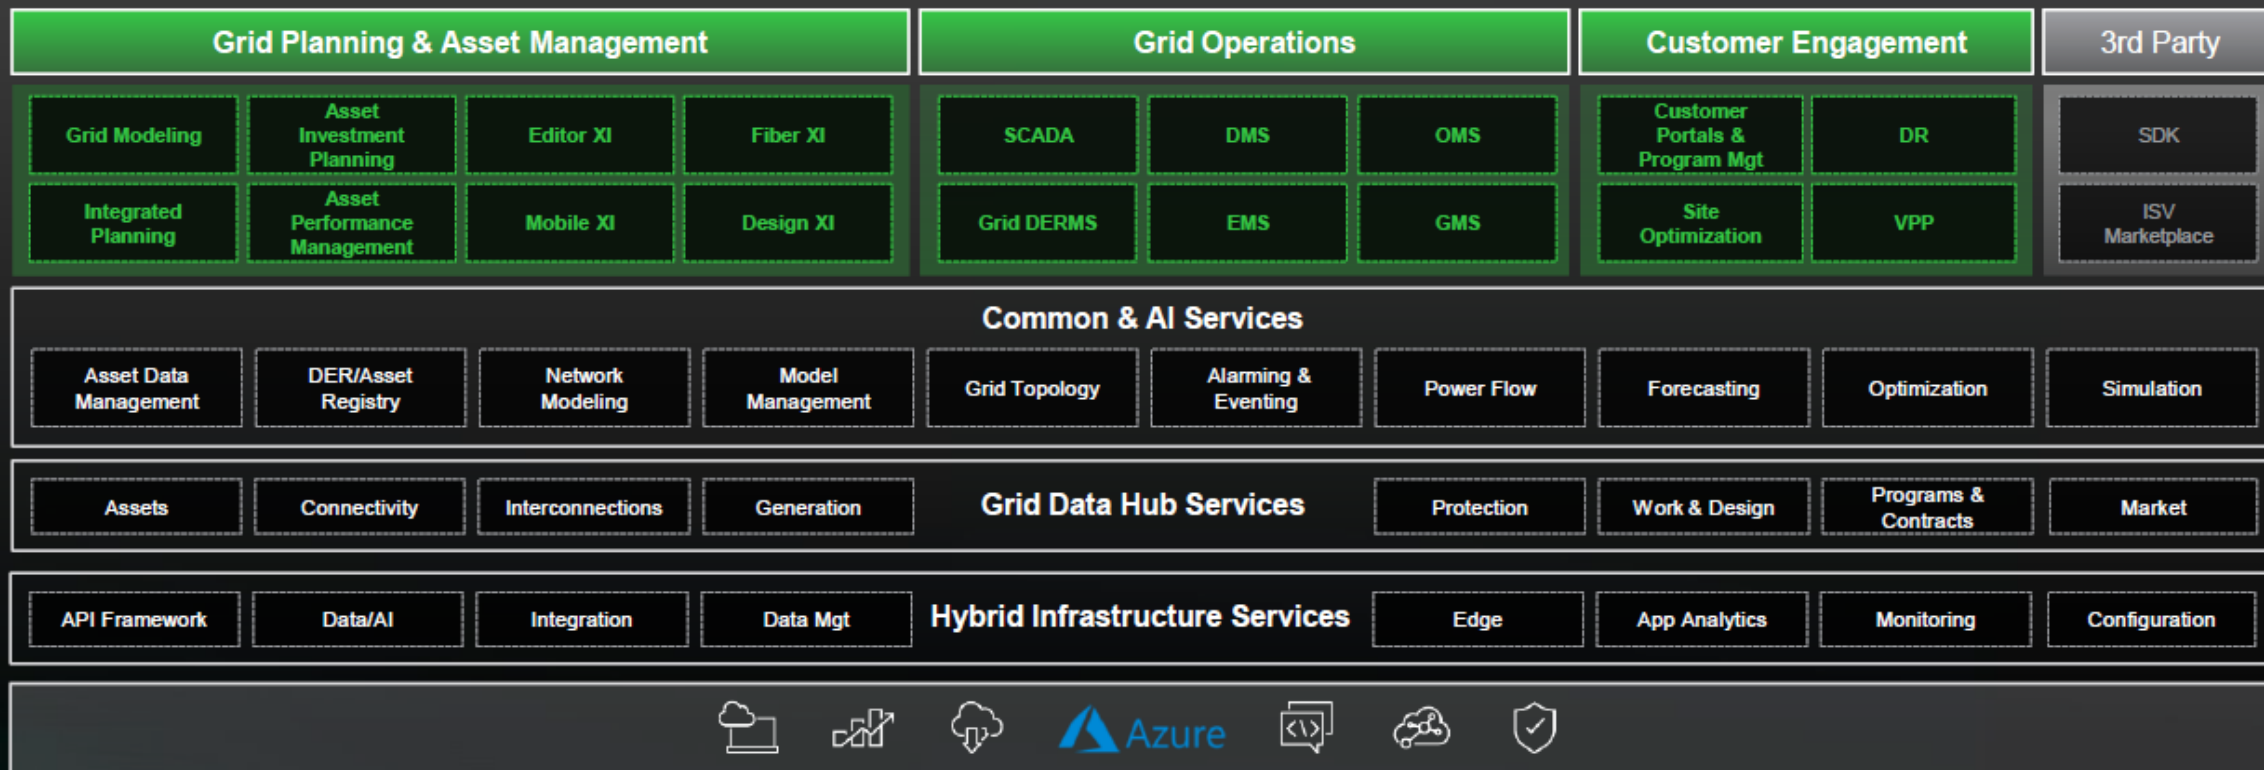 Grid Planning & Asset Management
Grid Operations
Customer Engagement
3rd Party
Grid Modeling
Asset
Investment
Planning
Editor XI
Fiber XI
SCADA
DMS
OMS
Customer
Portals &
Program Mgt
DR
SDK
Integrated
Planning
Asset
Performance
Management
Mobile XI
Design XI
Grid DERMS
EMS
GMS
Site
Optimization
VPP
ISV
Marketplace
Common & AI Services
Asset Data
Management
DER/Asset
Registry
Network
Modeling
Model
Management
Grid Topology
Alarming &
Eventing
Power Flow
Forecasting
Optimization
Simulation
Assets
Connectivity
Interconnections
Generation
Grid Data Hub Services
Protection
Work & Design
Programs &
Contracts
Market
API Framework
Data/AI
Integration
Data Mgt
Hybrid Infrastructure Services
Edge
App Analytics
Monitoring
Configuration
Azure